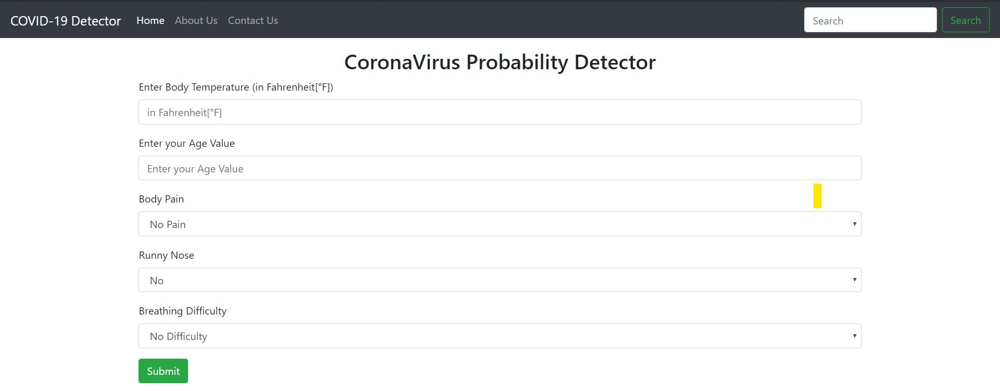 COVID-19 Detector Home About Us Contact Us Search Search
CoronaVirus Probability Detector
Enter Body Temperature (in Fahrenheit[°F])
in Fahrenheit[°F]
Enter your Age Value
Enter your Age Value
Body Pain
No Pain
Runny Nose
No
Breathing Difficulty
No Difficulty
Submit